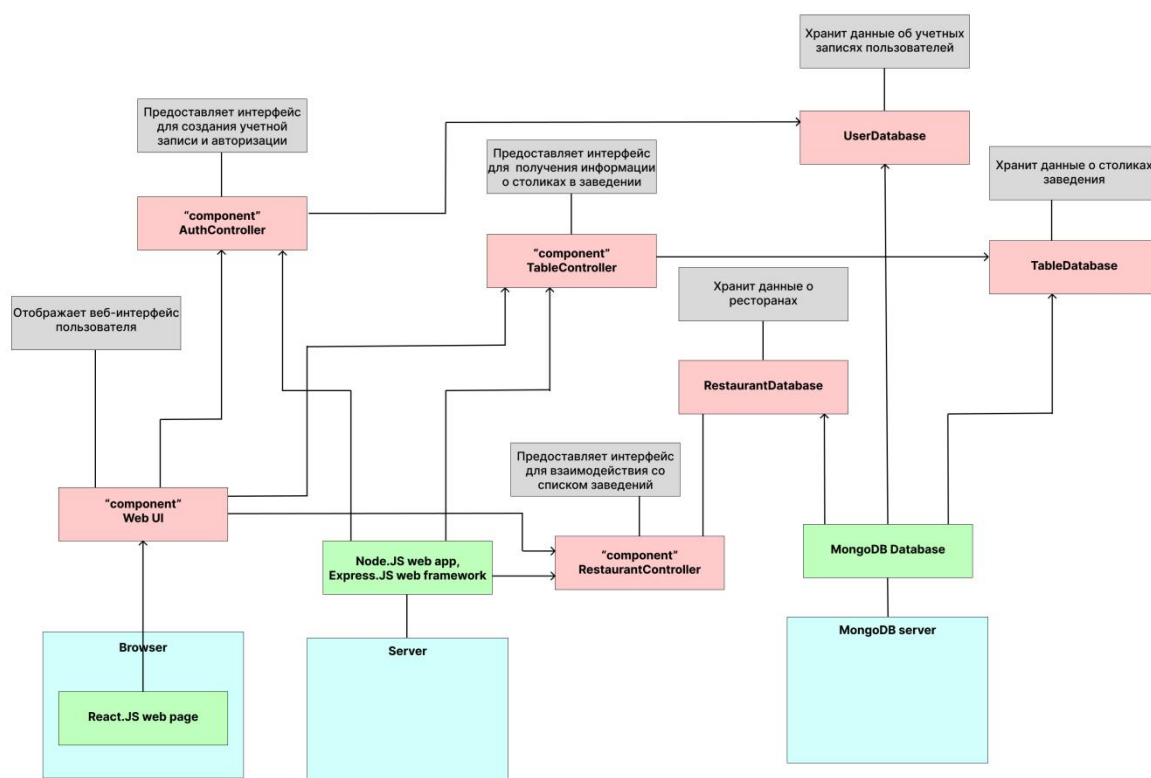 Хранит данные об учетных
записях пользователей
UserDatabase
Предоставляет интерфейс
для создания учетной
записи и авторизации
Предоставляет интерфейс
для получения информации
о столиках в заведении
Хранит данные о столиках
заведения
“component”
AuthController
“component”
TableController
TableDatabase
Хранит данные о
ресторанах
Отображает веб-интерфейс
пользователя
RestaurantDatabase
Предоставляет интерфейс
для взаимодействия со
списком заведений
“component”
Web UI
Node.JS web app,
Express.JS web framework
“component”
RestaurantController
MongoDB Database
Browser
Server
MongoDB server
React.JS web page